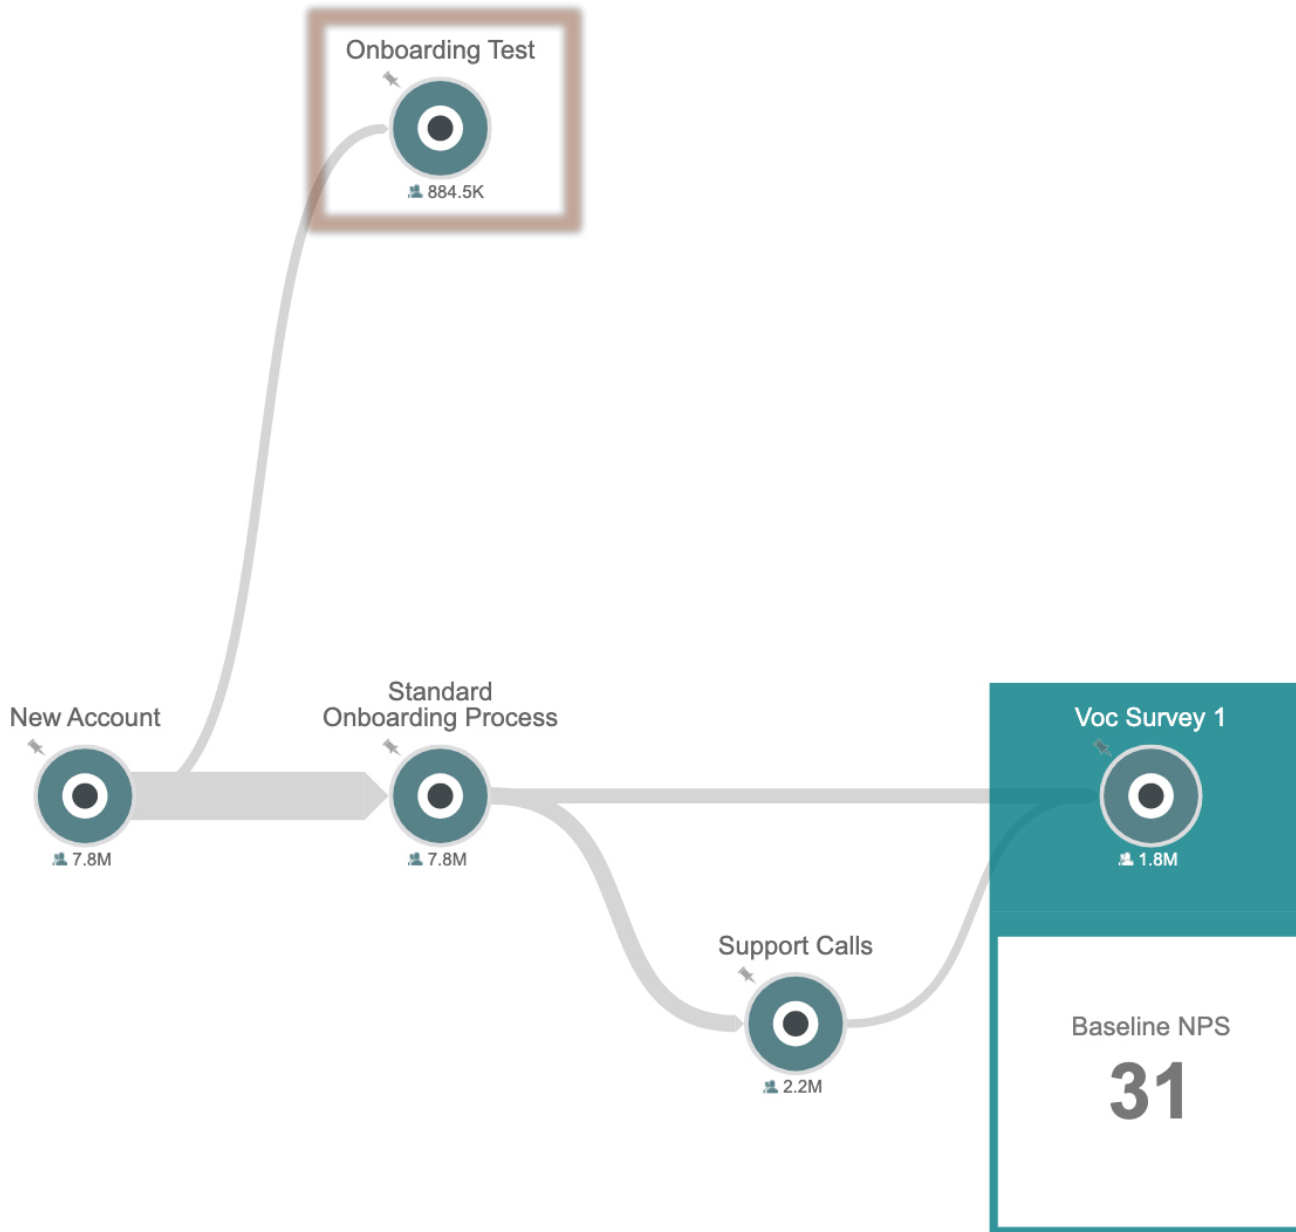 Onboarding Test
884.5K
New Account
7.8M
Standard
Onboarding Process
7.8M
Support Calls
2.2M
Voc Survey 1
1.8M
Baseline NPS
31